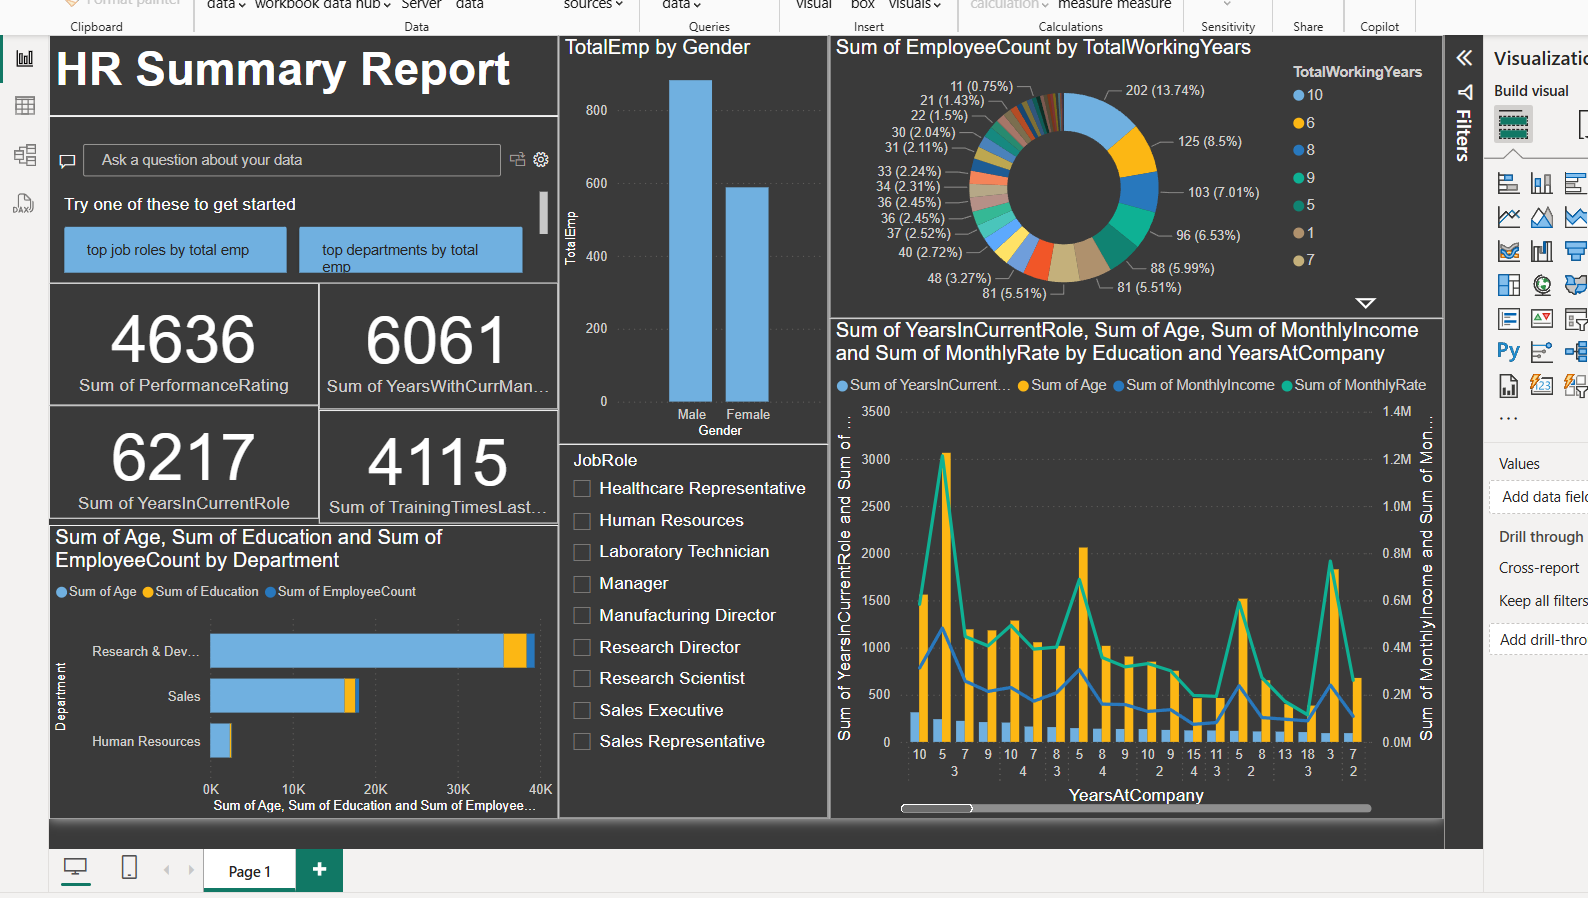 Format painter
data
workbook data hub
Server
data
sources
data
visual
box
visuals
calculation
measure measure
Clipboard
Data
Queries
Insert
Calculations
Sensitivity
Share
Copilot
HR Summary Report
Ask a question about your data
Try one of these to get started
top job roles by total emp
top departments by total
emp
4636
Sum of PerformanceRating
6061
Sum of YearsWithCurrMan...
6217
Sum of YearsInCurrentRole
4115
Sum of TrainingTimesLast...
Sum of Age, Sum of Education and Sum of
EmployeeCount by Department
Sum of Age
Sum of Education
Sum of EmployeeCount
Department
Research & Dev...
Sales
Human Resources
0K
10K
20K
30K
40K
Sum of Age, Sum of Education and Sum of Employee...
TotalEmp by Gender
TotalEmp
800
600
400
200
0
Male
Female
Gender
JobRole
Healthcare Representative
Human Resources
Laboratory Technician
Manager
Manufacturing Director
Research Director
Research Scientist
Sales Executive
Sales Representative
Sum of EmployeeCount by TotalWorkingYears
202 (13.74%)
125 (8.5%)
103 (7.01%)
96 (6.53%)
88 (5.99%)
81 (5.51%)
81 (5.51%)
48 (3.27%)
40 (2.72%)
37 (2.52%)
36 (2.45%)
36 (2.45%)
34 (2.31%)
33 (2.24%)
31 (2.11%)
30 (2.04%)
22 (1.5%)
21 (1.43%)
11 (0.75%)
TotalWorkingYears
10
6
8
9
5
1
7
Sum of YearsInCurrentRole, Sum of Age, Sum of MonthlyIncome
and Sum of MonthlyRate by Education and YearsAtCompany
Sum of YearsInCurrent...
Sum of Age
Sum of MonthlyIncome
Sum of MonthlyRate
Sum of YearsInCurrentRole and Sum of ...
3500
3000
2500
2000
1500
1000
500
0
1.4M
1.2M
1.0M
0.8M
0.6M
0.4M
0.2M
0.0M
Sum of MonthlyIncome and Sum of Mon...
10 5 7 9 10 7 8 5 8 9 10 9 15 11 5 8 13 18 3 7
3 4 3 4 2 4 3 2 3 2
YearsAtCompany
Filters
Build visual
Py
123
...
Values
Drill through
Cross-report
Keep all filters
DAX
Page 1